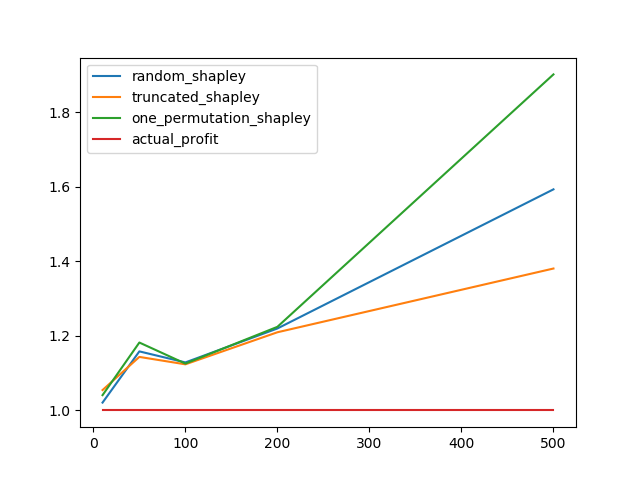 random_shapley
truncated_shapley
one_permutation_shapley
actual_profit
1.8
1.6
1.4
1.2
1.0
0 100 200 300 400 500